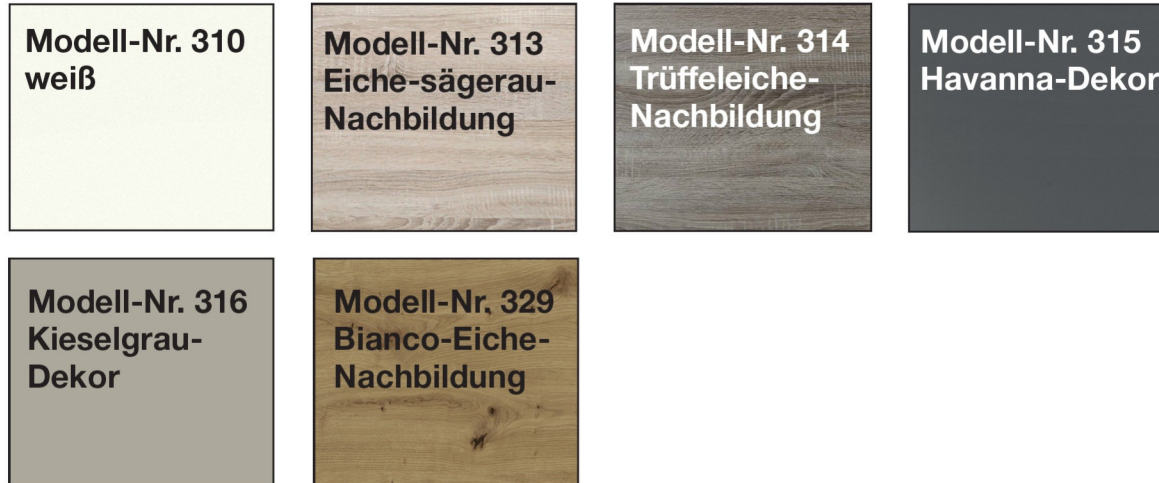 Modell-Nr. 310
weiß
Modell-Nr. 313
Eiche-sägerau-
Nachbildung
Modell-Nr. 314
Trüffeleiche-
Nachbildung
Modell-Nr. 315
Havanna-Dekor
Modell-Nr. 316
Kieselgrau-
Dekor
Modell-Nr. 329
Bianco-Eiche-
Nachbildung